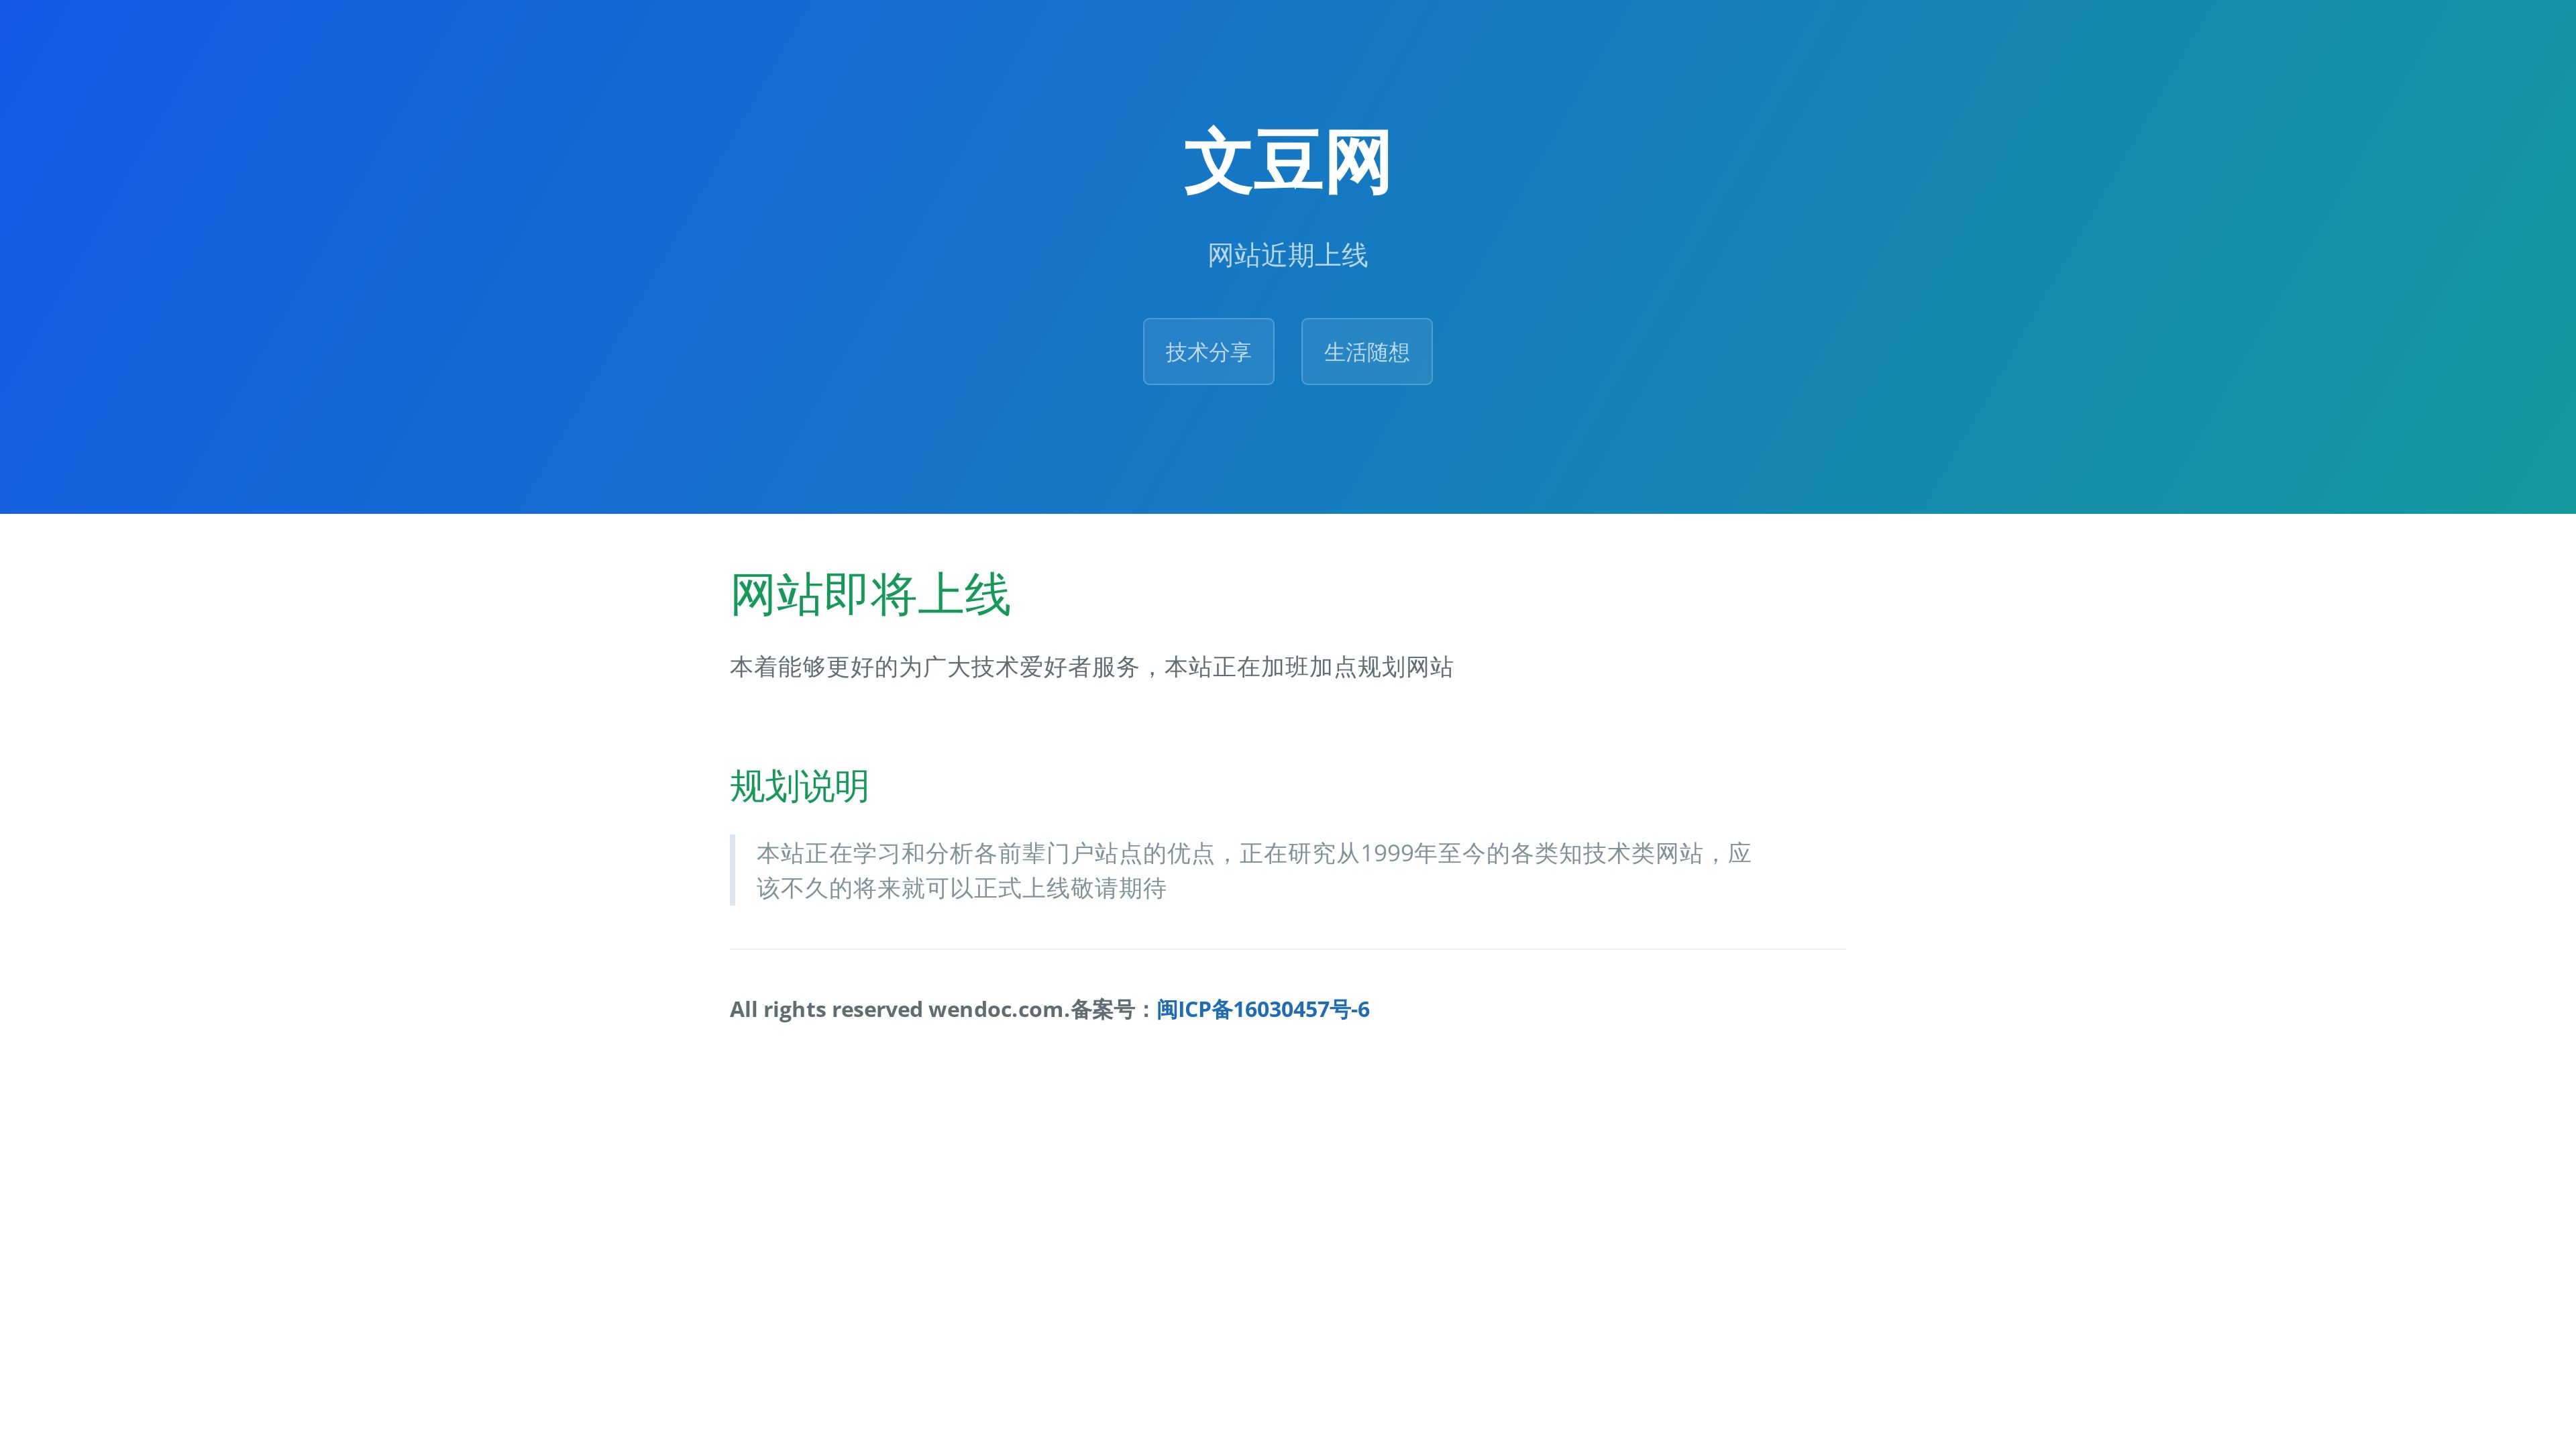 文豆网
网站近期上线
技术分享 生活随想
网站即将上线
本着能够更好的为广大技术爱好者服务，本站正在加班加点规划网站
规划说明
本站正在学习和分析各前辈门户站点的优点，正在研究从1999年至今的各类知技术类网站，应
该不久的将来就可以正式上线敬请期待
All rights reserved wendoc.com.备案号：闽ICP备16030457号-6